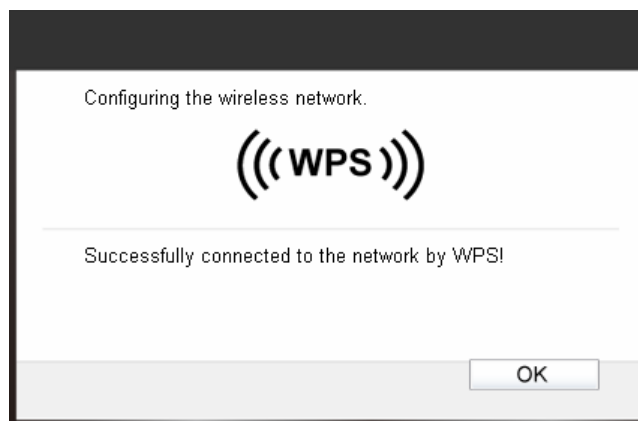 Configuring the wireless network.
WPS
Successfully connected to the network by WPS!
OK